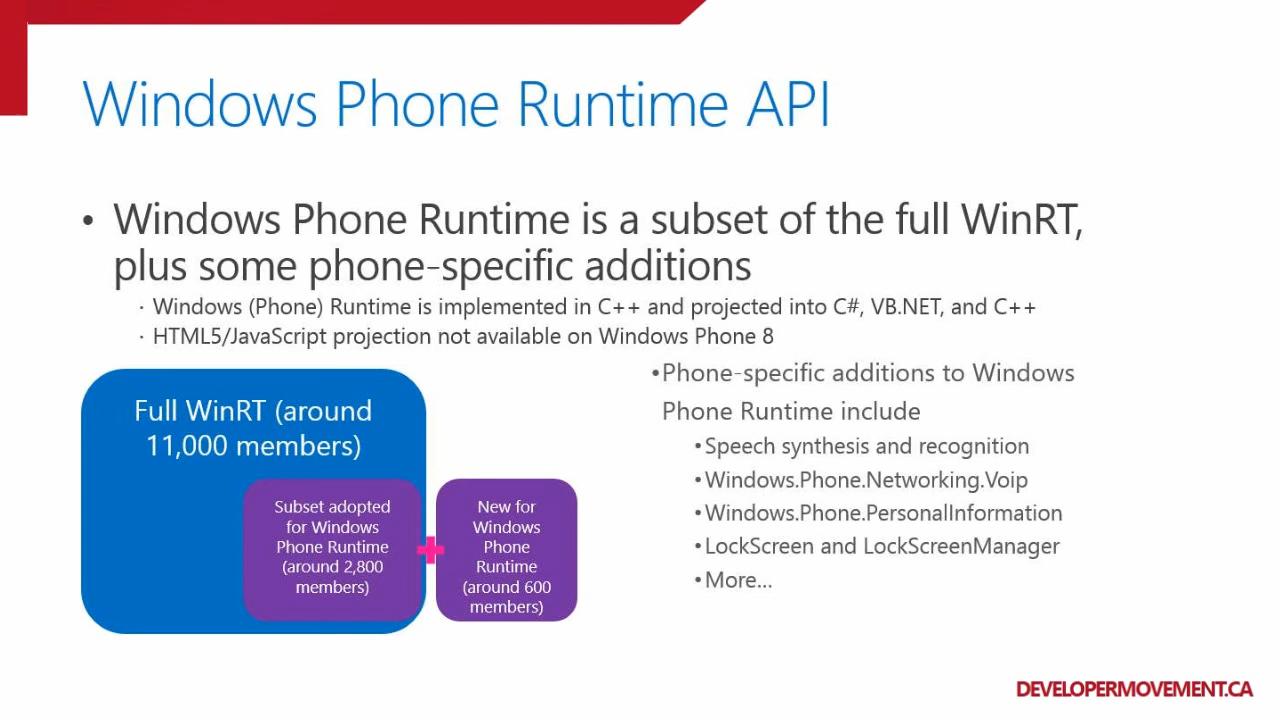 Windows Phone Runtime API
• Windows Phone Runtime is a subset of the full WinRT,
plus some phone-specific additions
· Windows (Phone) Runtime is implemented in C++ and projected into C#, VB.NET, and C++
· HTML5/JavaScript projection not available on Windows Phone 8
Full WinRT (around
11,000 members)
Subset adopted
for Windows
Phone Runtime
(around 2,800
members)
New for
Windows
Phone
Runtime
(around 600
members)
•Phone-specific additions to Windows
Phone Runtime include
•Speech synthesis and recognition
•Windows.Phone.Networking.Voip
•Windows.Phone.PersonalInformation
•LockScreen and LockScreenManager
•More...
DEVELOPERMOVEMENT.CA